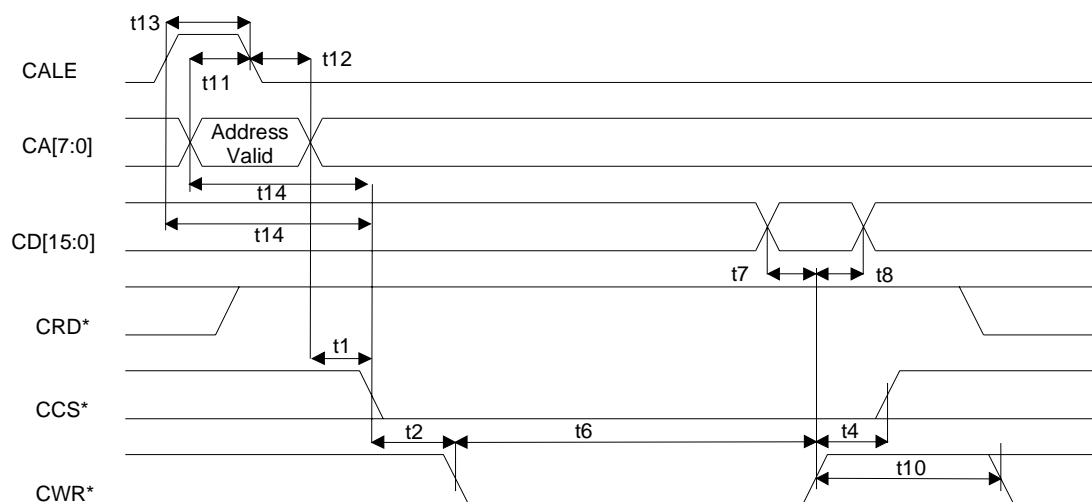 t13
t12
CALE
t11
CA[7:0]
Address
Valid
t14
t14
CD[15:0]
t7
t8
CRD*
t1
CCS*
t2
t6
t4
t10
CWR*